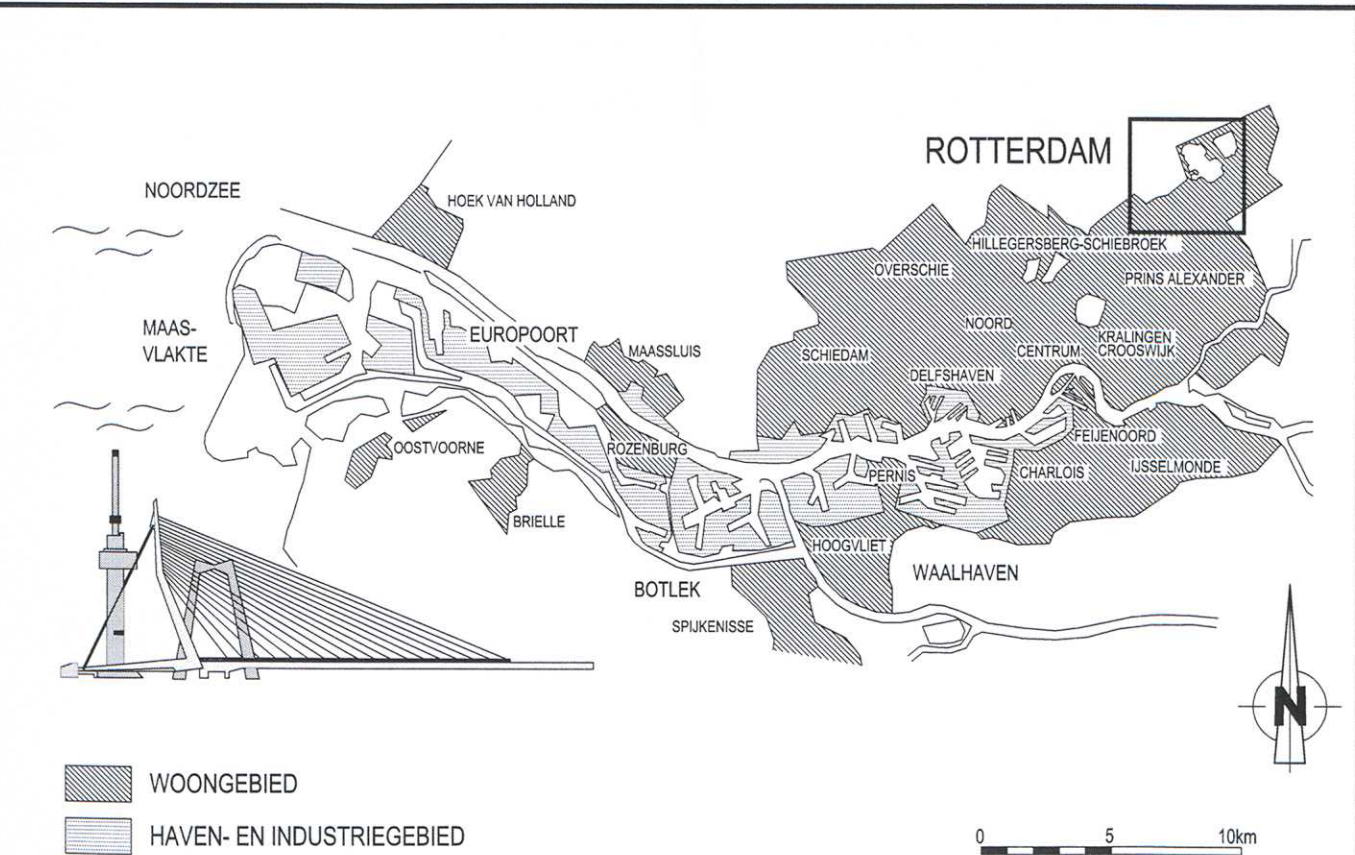 ROTTERDAM
NOORDZEE
HOEK VAN HOLLAND
HILLEGERSBERG-SCHIEBROEK
OVERSCHIE
PRINS ALEXANDER
MAAS-
VLAKTE
EUROPOORT
NOORD
MAASSLUIS
SCHIEDAM
CENTRUM
KRALINGEN
CROOSWIJK
DELFSHAVEN
OOSTVOORNE
ROZENBURG
FEIJENOORD
PERNIS
CHARLOIS
IJSSELMONDE
BRIELLE
HOOGVLIET
WAALHAVEN
BOTLEK
SPIJKENISSE
N
WOONGEBIED
HAVEN- EN INDUSTRIEGEBIED
0 5 10km